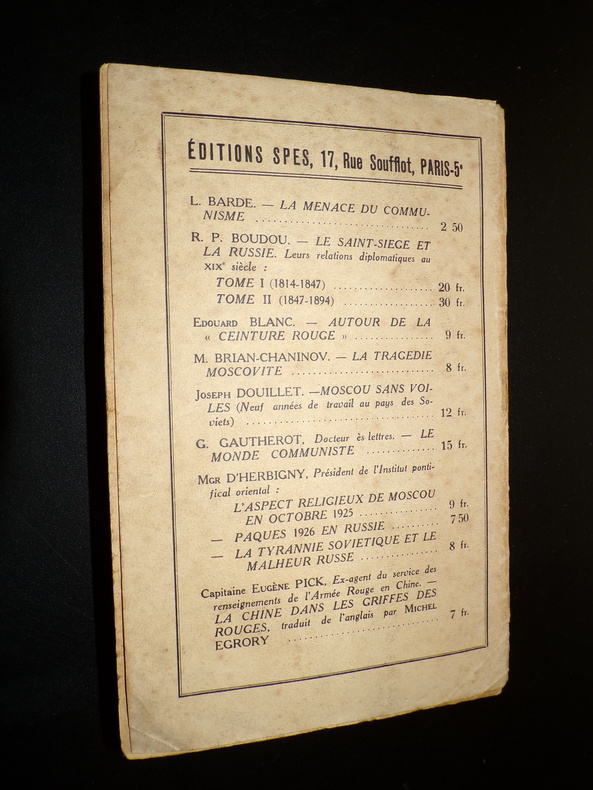 ÉDITIONS SPES, 17, Rue Soufflot, PARIS-5ᵉ
L. BARDE. — LA MENACE DU COMMU-
NISME .............................. 2 50
R. P. BOUDOU. — LE SAINT-SIEGE ET
LA RUSSIE. Leurs relations diplomatiques au
XIXᵉ siècle :
TOME I (1814-1847) .................. 20 fr.
TOME II (1847-1894) .................. 30 fr.
Edouard BLANC. — AUTOUR DE LA
« CEINTURE ROUGE » .............. 9 fr.
M. BRIAN-CHANINOV. — LA TRAGEDIE
MOSCOVITE .......................... 8 fr.
Joseph DOUILLET. —MOSCOU SANS VOI-
LES (Neuf années de travail au pays des So-
viets) .................................. 12 fr.
G. GAUTHEROT, Docteur ès lettres. — LE
MONDE COMMUNISTE .............. 15 fr.
Mgr D'HERBIGNY, Président de l'Institut ponti-
fical oriental :
L'ASPECT RELIGIEUX DE MOSCOU
EN OCTOBRE 1925 ................ 9 fr.
— PAQUES 1926 EN RUSSIE .......... 7 50
— LA TYRANNIE SOVIETIQUE ET LE
MALHEUR RUSSE .................. 8 fr.
Capitaine Eugène PICK, Ex-agent du service des
renseignements de l'Armée Rouge en Chine. —
LA CHINE DANS LES GRIFFES DES
ROUGES, traduit de l'anglais par Michel
EGRORY .............................. 7 fr.